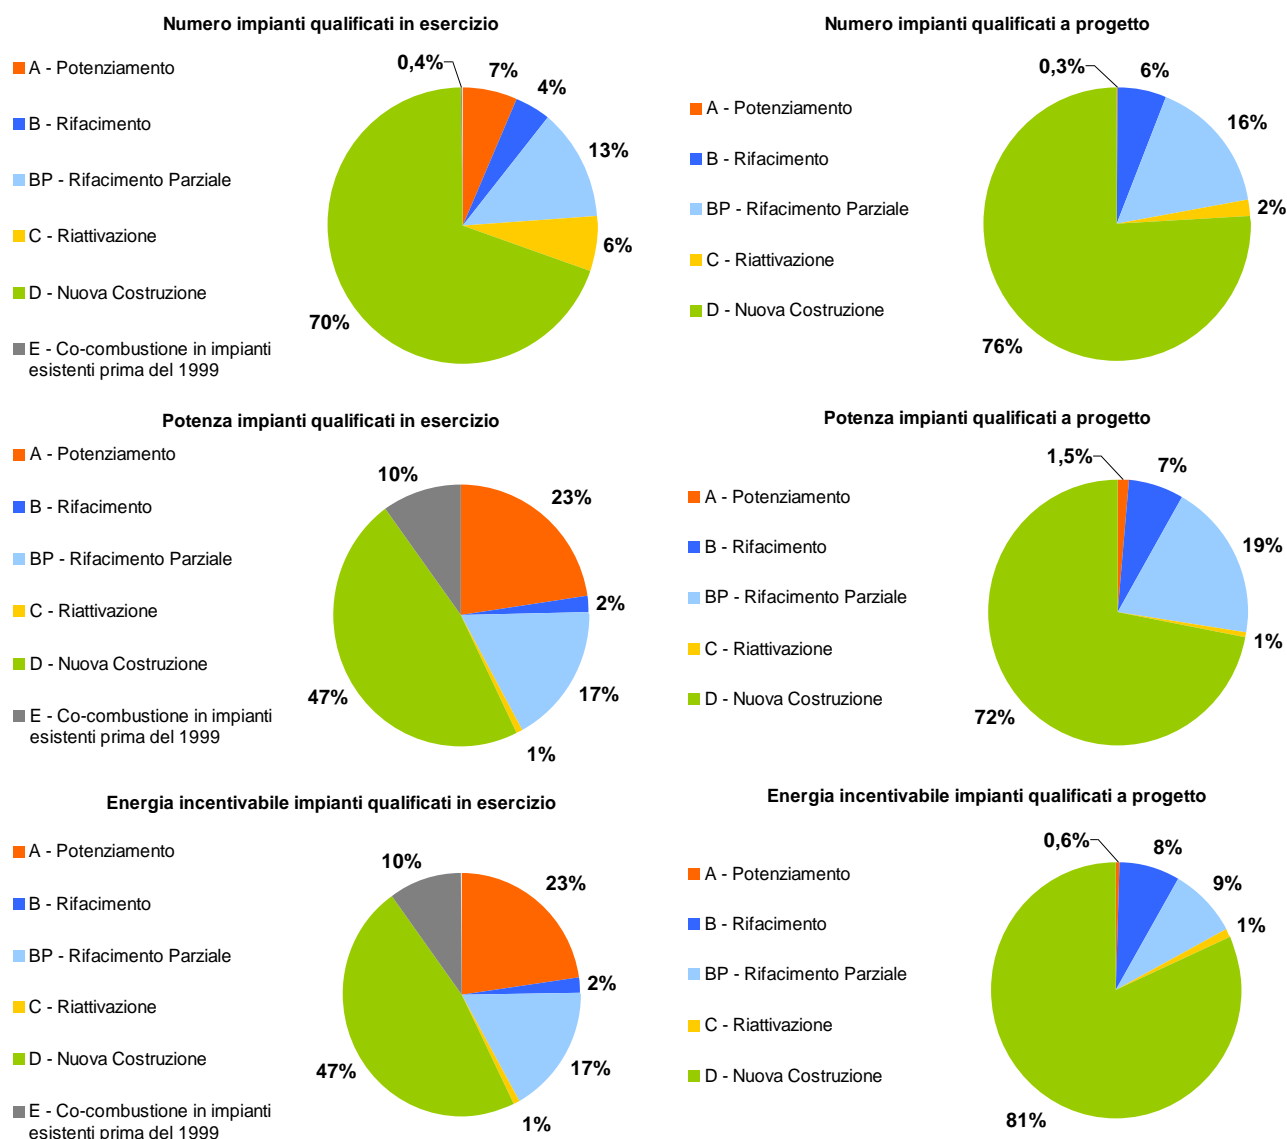 Numero impianti qualificati in esercizio
A - Potenziamento
B - Rifacimento
BP - Rifacimento Parziale
C - Riattivazione
D - Nuova Costruzione
E - Co-combustione in impianti
esistenti prima del 1999
0,4%
7%
4%
13%
6%
70%
Numero impianti qualificati a progetto
A - Potenziamento
B - Rifacimento
BP - Rifacimento Parziale
C - Riattivazione
D - Nuova Costruzione
0,3%
6%
16%
2%
76%
Potenza impianti qualificati in esercizio
A - Potenziamento
B - Rifacimento
BP - Rifacimento Parziale
C - Riattivazione
D - Nuova Costruzione
E - Co-combustione in impianti
esistenti prima del 1999
10%
23%
2%
17%
1%
47%
Potenza impianti qualificati a progetto
A - Potenziamento
B - Rifacimento
BP - Rifacimento Parziale
C - Riattivazione
D - Nuova Costruzione
1,5%
7%
19%
1%
72%
Energia incentivabile impianti qualificati in esercizio
A - Potenziamento
B - Rifacimento
BP - Rifacimento Parziale
C - Riattivazione
D - Nuova Costruzione
E - Co-combustione in impianti
esistenti prima del 1999
10%
23%
2%
17%
1%
47%
Energia incentivabile impianti qualificati a progetto
A - Potenziamento
B - Rifacimento
BP - Rifacimento Parziale
C - Riattivazione
D - Nuova Costruzione
0,6%
8%
9%
1%
81%